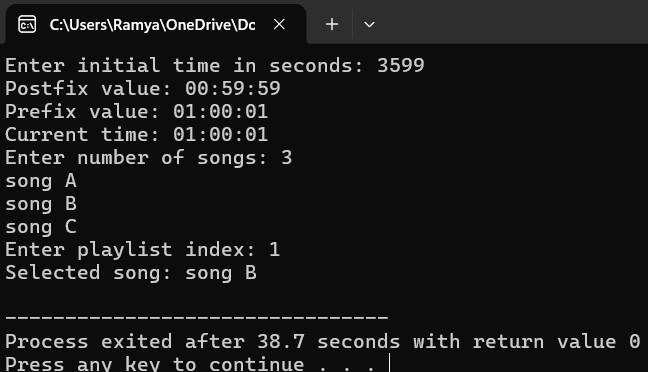 C:\Users\Ramya\OneDrive\Do
Enter initial time in seconds: 3599
Postfix value: 00:59:59
Prefix value: 01:00:01
Current time: 01:00:01
Enter number of songs: 3
song A
song B
song C
Enter playlist index: 1
Selected song: song B
--------------------------------
Process exited after 38.7 seconds with return value 0
Press any key to continue . . .